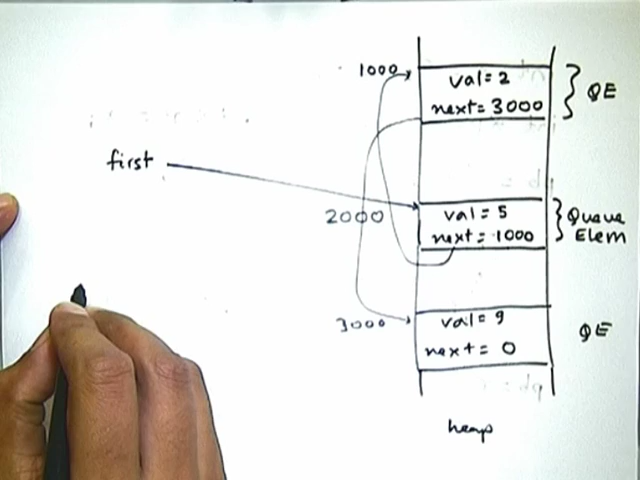 1000
val = 2
next = 3000
QE
first
2000
val = 5
next = 1000
Queue
Elem
3000
val = 9
next = 0
QE
heap